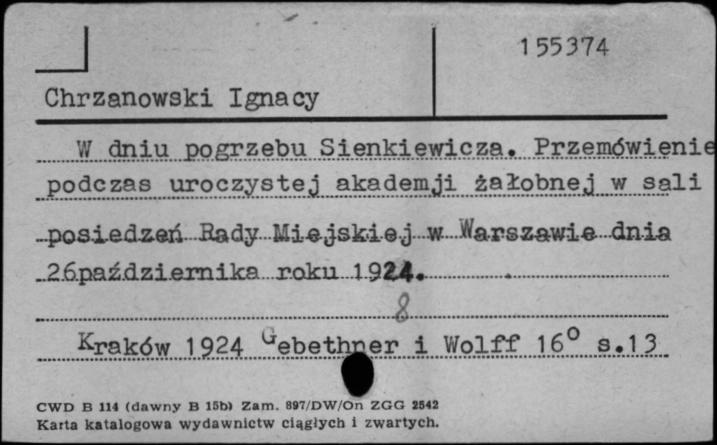 155374
Chrzanowski Ignacy
W dniu pogrzebu Sienkiewicza. Przemówienie
podczas uroczystej akademji żałobnej w sali
posiedzeń Rady Miejskiej w Warszawie dnia
26października roku 1924.
8
Kraków 1924 Gebethner i Wolff 16° s.13
CWD B 114 (dawny B 15b) Zam. 897/DW/On ZGG 2542
Karta katalogowa wydawnictw ciągłych i zwartych.